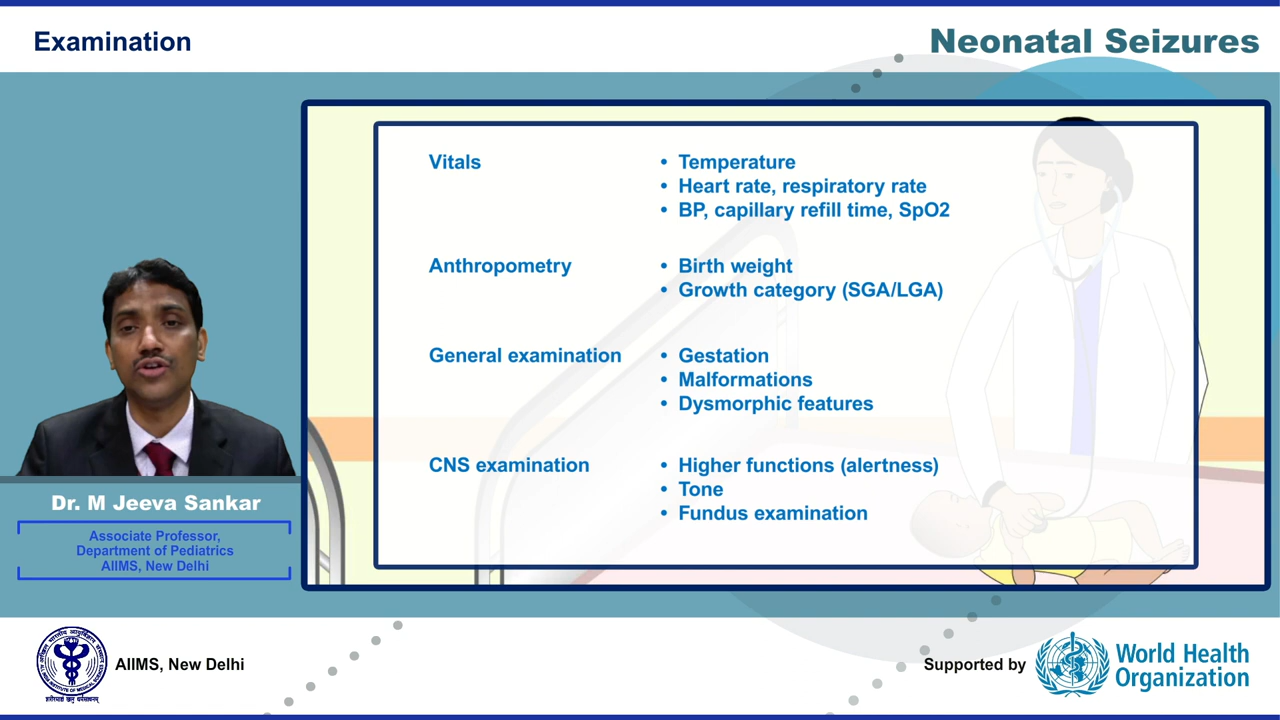 Examination
Neonatal Seizures
Vitals
• Temperature
• Heart rate, respiratory rate
• BP, capillary refill time, SpO2
Anthropometry
• Birth weight
• Growth category (SGA/LGA)
General examination
• Gestation
• Malformations
• Dysmorphic features
CNS examination
• Higher functions (alertness)
• Tone
• Fundus examination
Dr. M Jeeva Sankar
Associate Professor,
Department of Pediatrics
AIIMS, New Delhi
AIIMS, New Delhi
Supported by
World Health
Organization